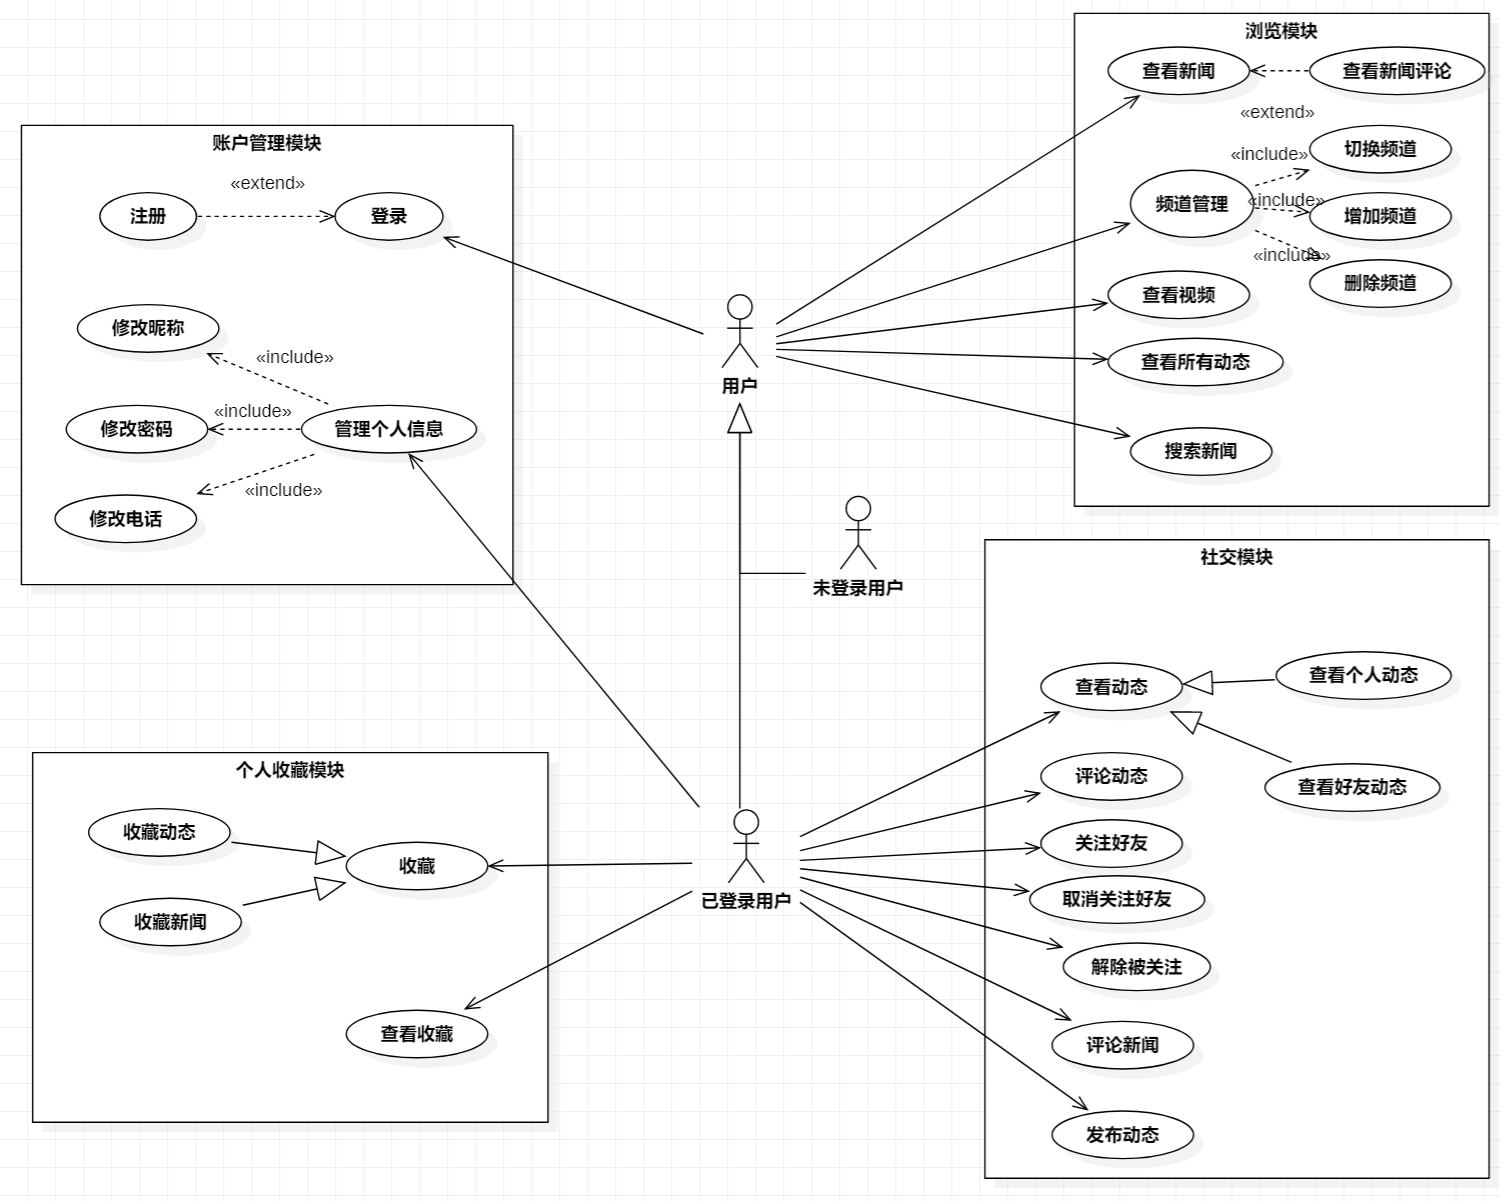 浏览模块
查看新闻
查看新闻评论
«extend»
«include»
切换频道
频道管理
«include»
增加频道
«include»
删除频道
查看视频
查看所有动态
搜索新闻
账户管理模块
«extend»
注册
登录
修改昵称
«include»
«include»
修改密码
管理个人信息
«include»
修改电话
用户
未登录用户
社交模块
查看动态
查看个人动态
评论动态
查看好友动态
关注好友
取消关注好友
解除被关注
评论新闻
发布动态
个人收藏模块
收藏动态
收藏
收藏新闻
查看收藏
已登录用户